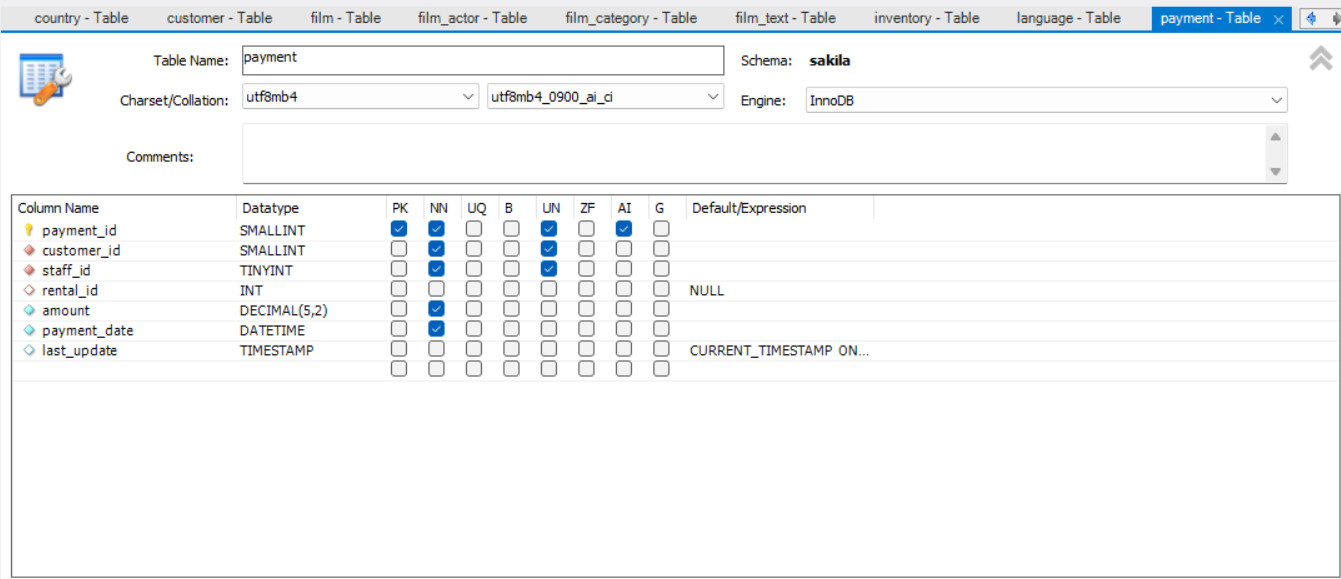 country - Table customer - Table film - Table film_actor - Table film_category - Table film_text - Table inventory - Table language - Table payment - Table ×
Table Name: payment Schema: sakila
Charset/Collation: utf8mb4 utf8mb4_0900_ai_ci Engine: InnoDB
Comments:
Column Name Datatype PK NN UQ B UN ZF AI G Default/Expression
payment_id SMALLINT
customer_id SMALLINT
staff_id TINYINT
rental_id INT NULL
amount DECIMAL(5,2)
payment_date DATETIME
last_update TIMESTAMP CURRENT_TIMESTAMP ON...